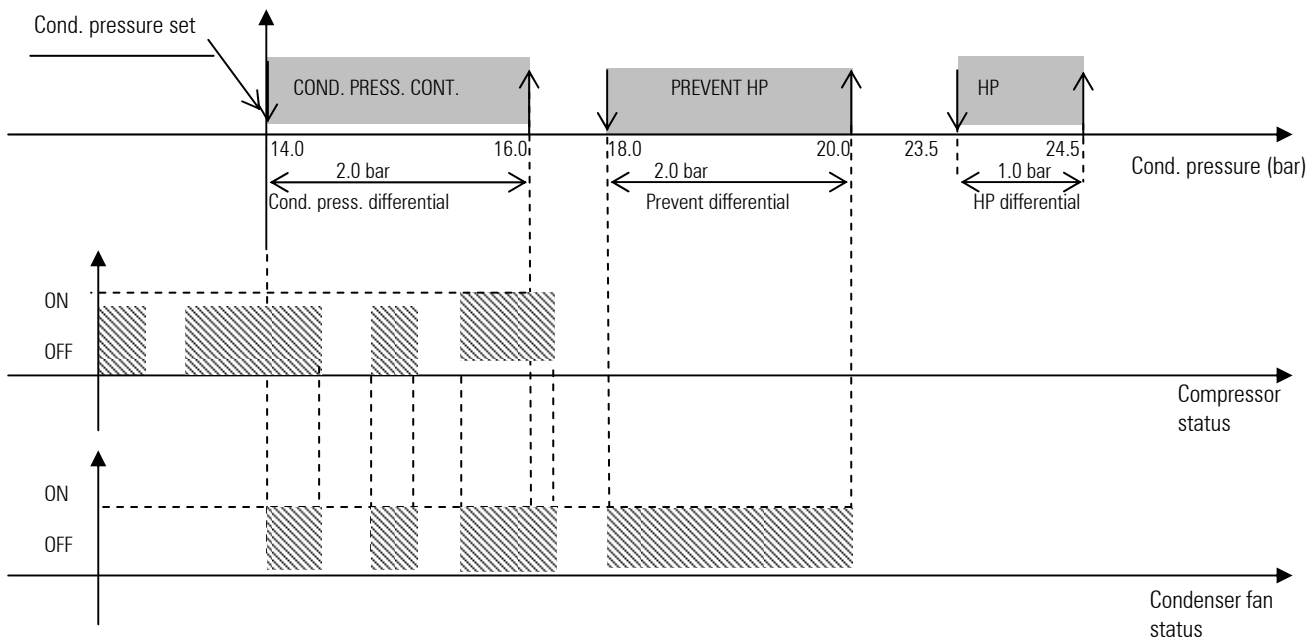 Cond. pressure set
COND. PRESS. CONT.
PREVENT HP
HP
14.0
16.0
18.0
20.0
23.5
24.5
Cond. pressure (bar)
2.0 bar
2.0 bar
1.0 bar
Cond. press. differential
Prevent differential
HP differential
ON
OFF
Compressor
status
ON
OFF
Condenser fan
status